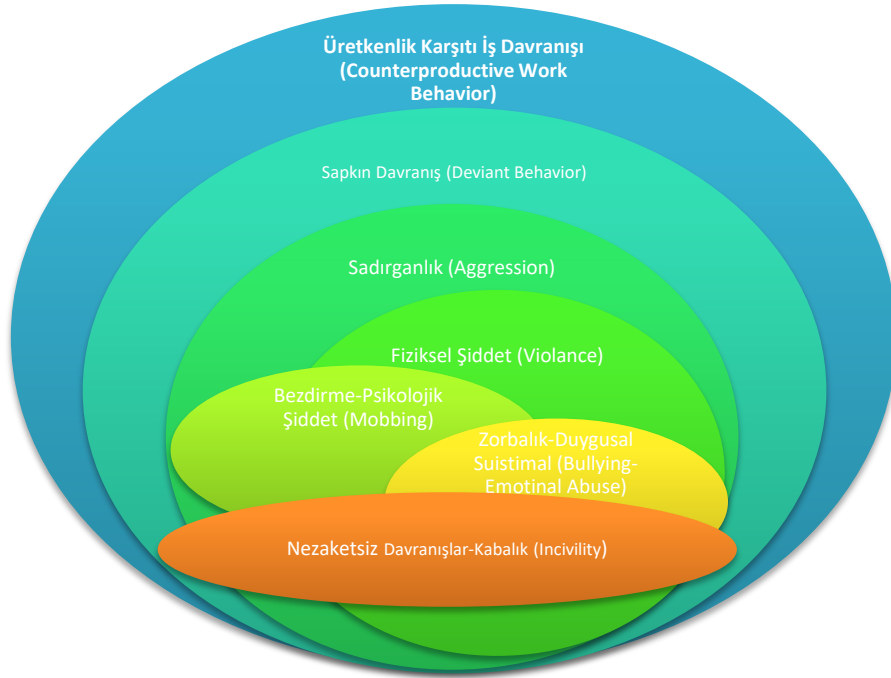 Üretkenlik Karşıtı İş Davranışı
(Counterproductive Work
Behavior)
Sapkın Davranış (Deviant Behavior)
Sadırganlık (Aggression)
Fiziksel Şiddet (Violance)
Bezdirme-Psikolojik
Şiddet (Mobbing)
Zorbalık-Duygusal
Suistimal (Bullying-
Emotinal Abuse)
Nezaketsiz Davranışlar-Kabalık (Incivility)